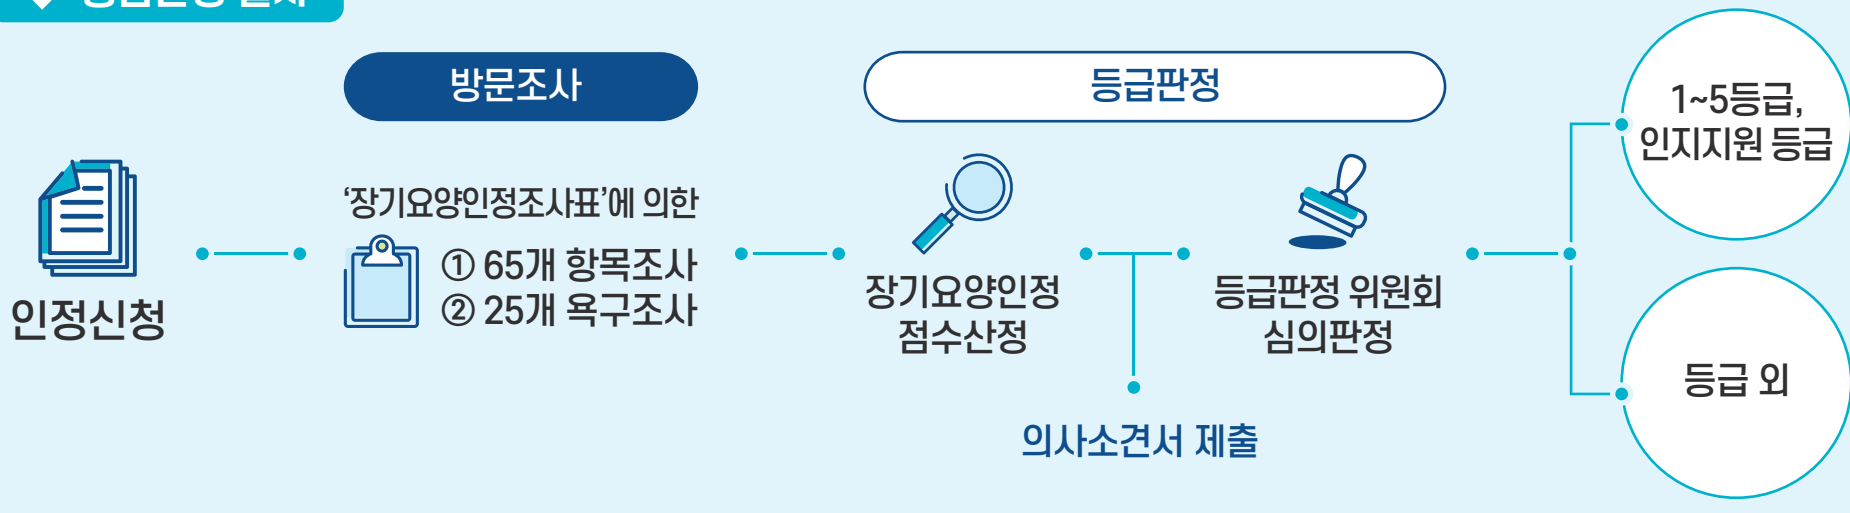 방문조사
등급판정
1~5등급,
인지지원 등급
'장기요양인정조사표'에 의한
① 65개 항목조사
② 25개 욕구조사
인정신청
장기요양인정
점수산정
등급판정 위원회
심의판정
의사소견서 제출
등급 외